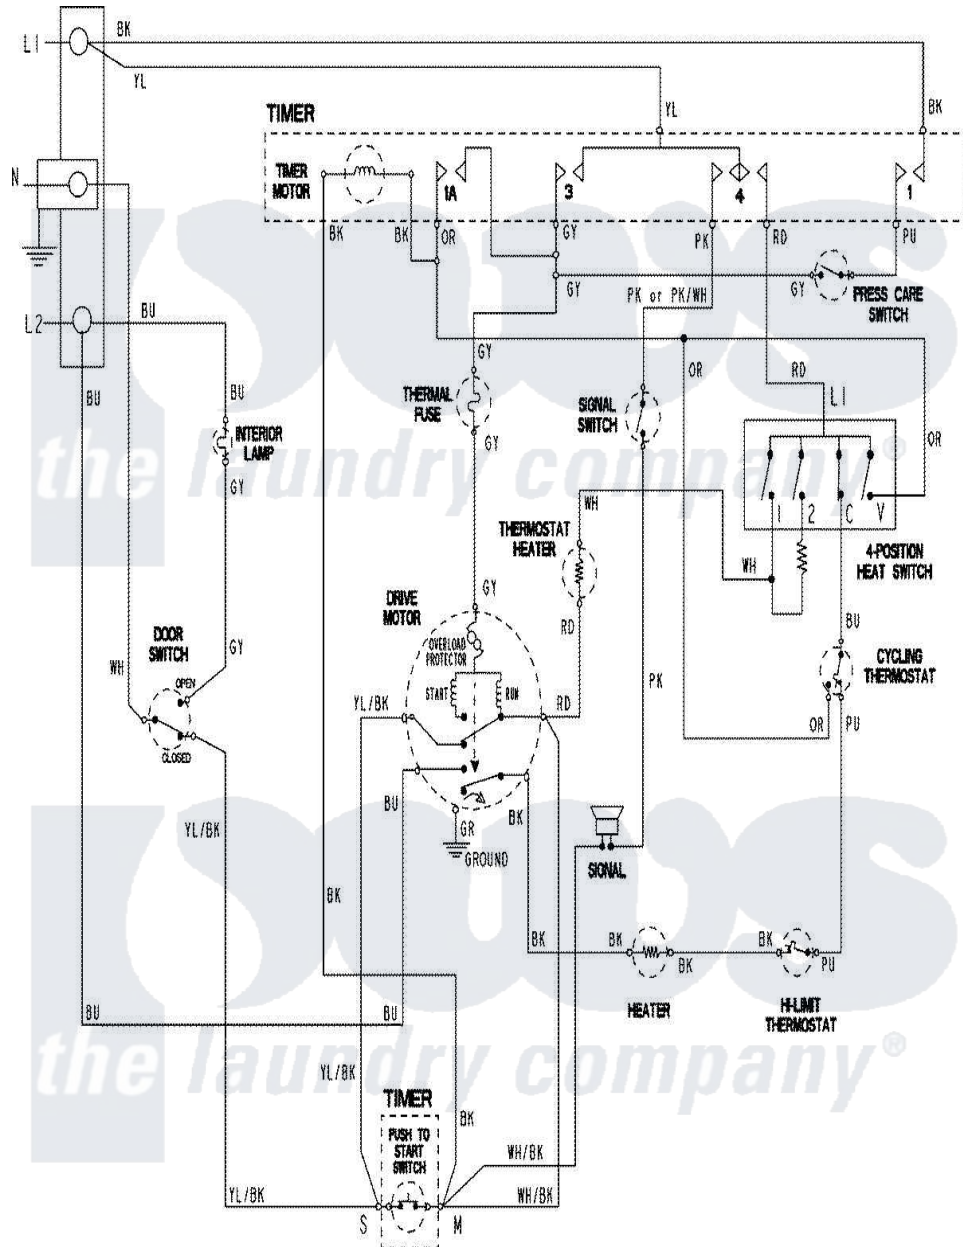 L1
BK
YL
YL
BK
TIMER
TIMER
MOTOR
1A
3
4
1
N
BK
BK
OR
GY
PK
RD
PU
GY
PK or PK/WH
GY
PRESS CARE
SWITCH
L2
BU
GY
OR
RD
BU
BU
THERMAL
FUSE
SIGNAL
SWITCH
L1
INTERIOR
LAMP
GY
OR
the laundry company®
GY
WH
1
2
C
V
THERMOSTAT
HEATER
WH
4-POSITION
HEAT SWITCH
GY
DRIVE
MOTOR
RD
BU
DOOR
SWITCH
GY
OVERLOAD
PROTECTOR
CYCLING
THERMOSTAT
WH
OPEN
YL/BK
START
RUN
RD
PK
OR
PU
CLOSED
BU
BK
YL/BK
GR
GROUND
SIONAL
BK
BK
BK
BK
BK
PU
HEATER
HI-LIMIT
THERMOSTAT
BU
BU
the laundry company®
YL/BK
TIMER
BK
PUSH TO
START
SWITCH
WH/BK
YL/BK
WH/BK
S
M